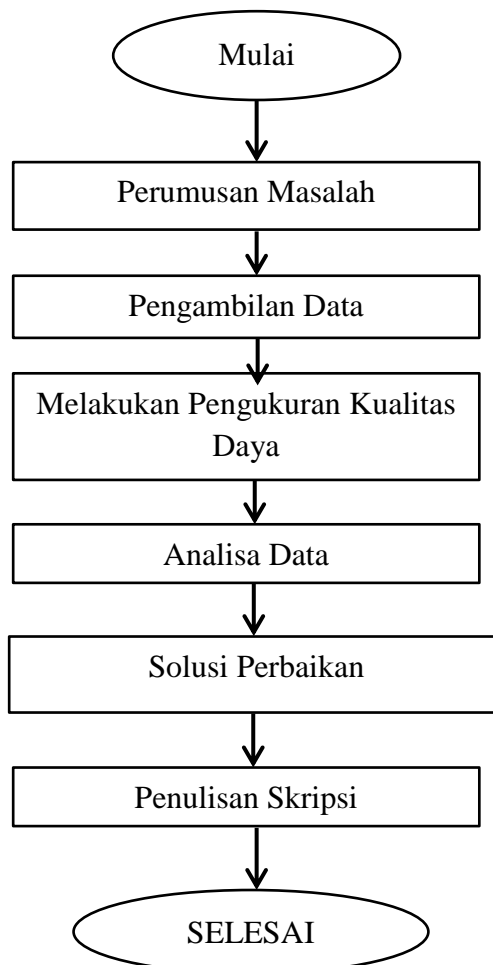 Mulai
Perumusan Masalah
Pengambilan Data
Melakukan Pengukuran Kualitas
Daya
Analisa Data
Solusi Perbaikan
Penulisan Skripsi
SELESAI